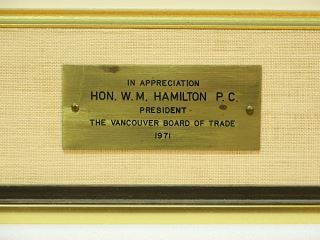 IN APPRECIATION
HON. W. M. HAMILTON P. C.
PRESIDENT
THE VANCOUVER BOARD OF TRADE
1971